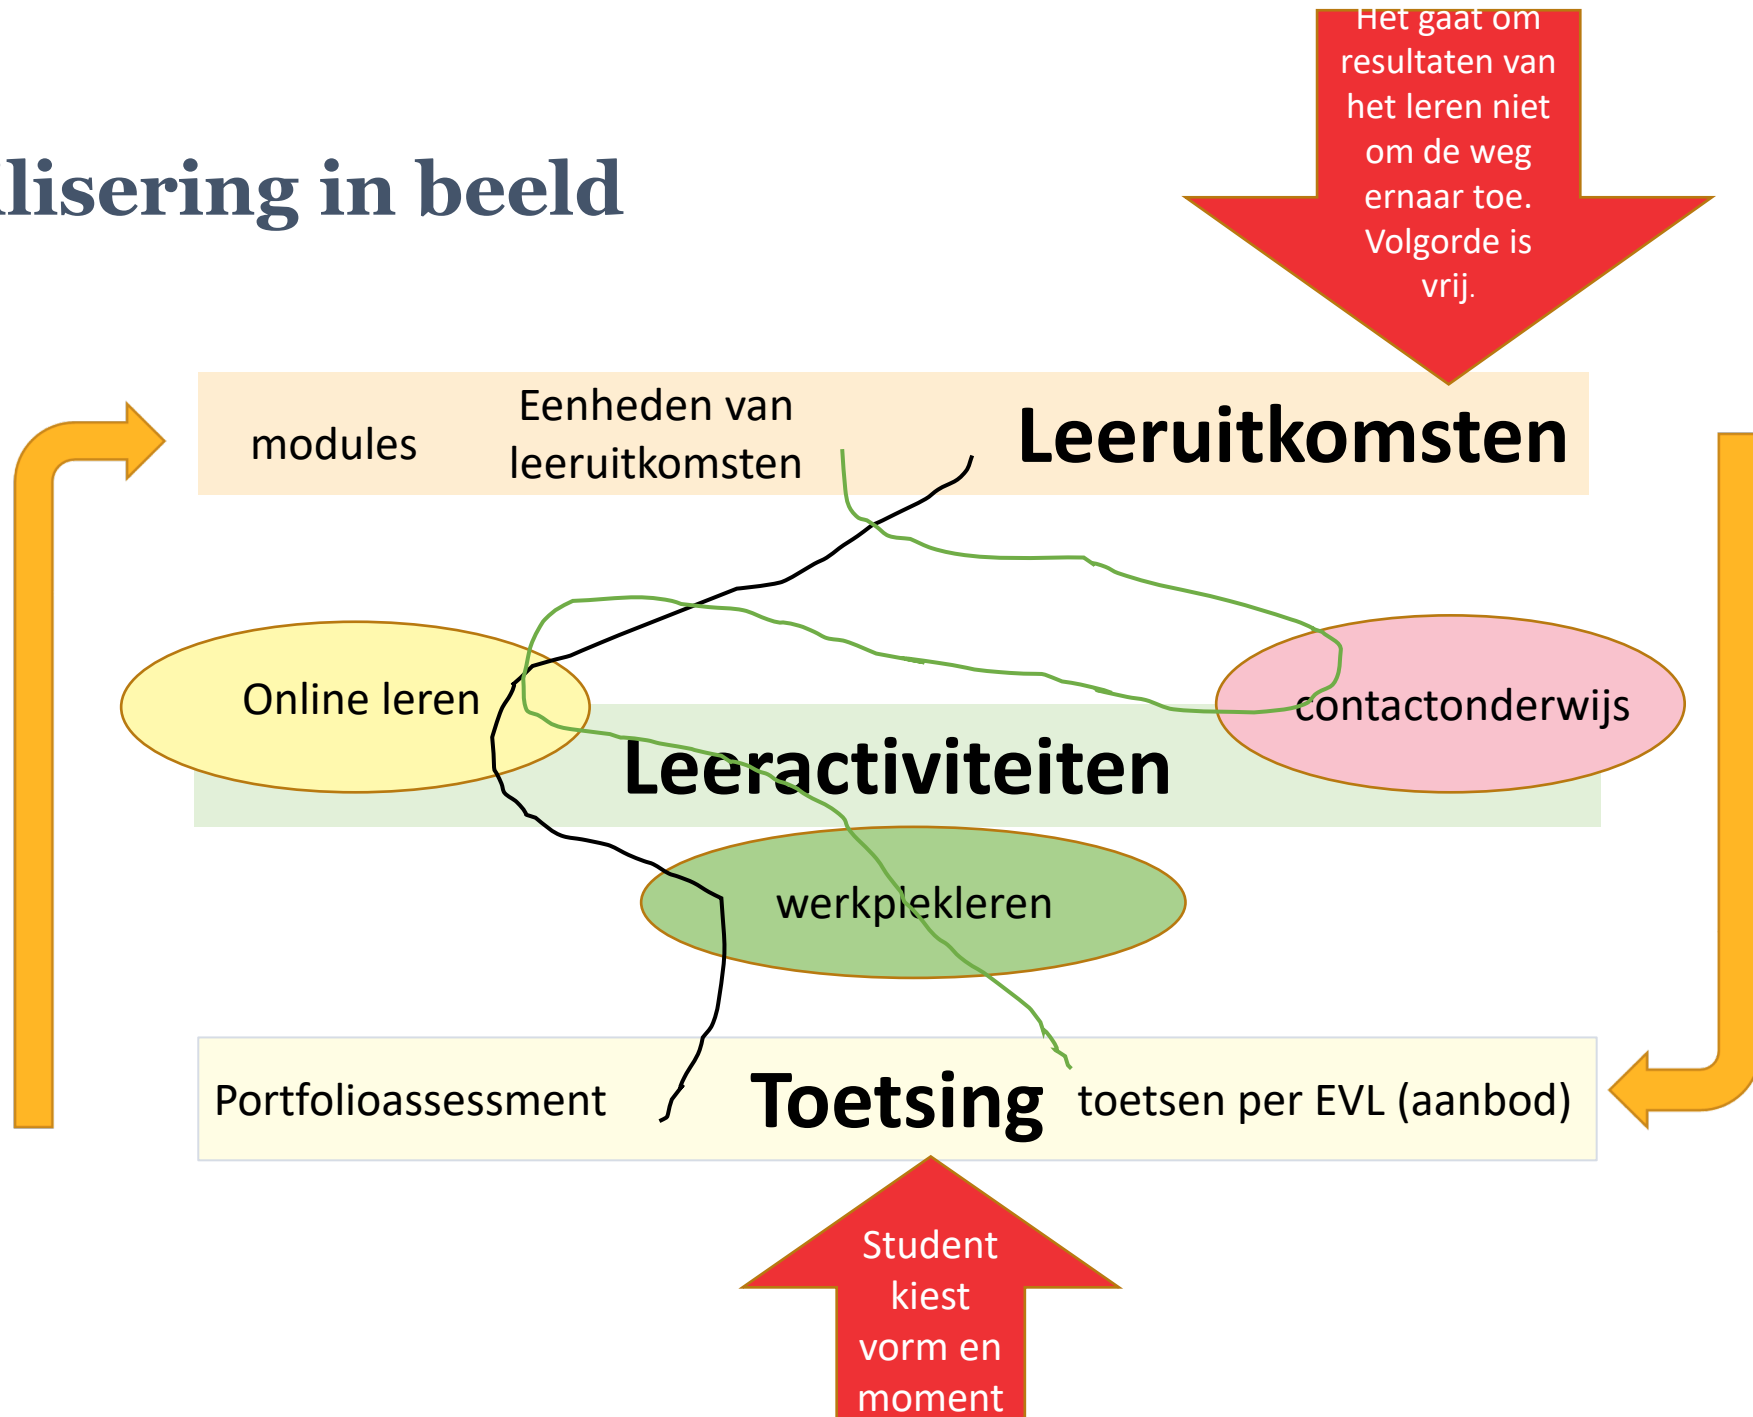 lisering in beeld
Het gaat om
resultaten van
het leren niet
om de weg
ernaar toe.
Volgorde is
vrij.
modules
Eenheden van
leeruitkomsten
Leeruitkomsten
Online leren
contactonderwijs
Leeractiviteiten
werkplekleren
Portfolioassessment
Toetsing
toetsen per EVL (aanbod)
Student
kiest
vorm en
moment